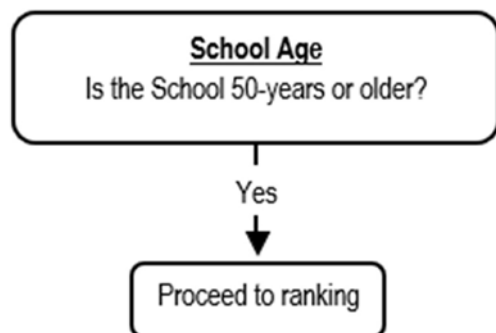 School Age
Is the School 50-years or older?
Yes
Proceed to ranking